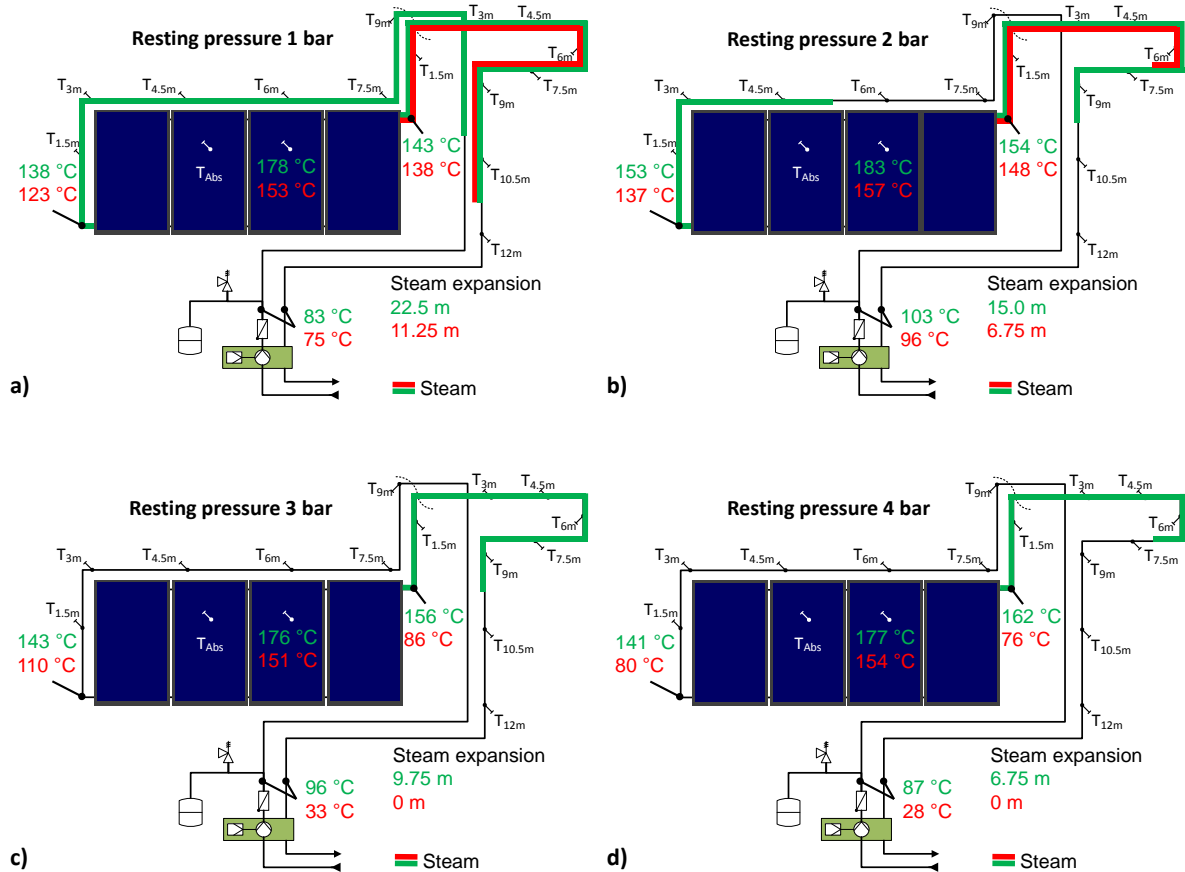 Resting pressure 1 bar
T9m
T3m
T4.5m
T1.5m
T6m
T3m
T4.5m
T6m
T7.5m
T7.5m
T9m
T1.5m
138 °C
123 °C
TAbs
178 °C
153 °C
143 °C
138 °C
T10.5m
T12m
83 °C
75 °C
Steam expansion
22.5 m
11.25 m
a)
Steam
Resting pressure 2 bar
T9m
T3m
T4.5m
T1.5m
T6m
T3m
T4.5m
T6m
T7.5m
T7.5m
T9m
T1.5m
153 °C
137 °C
TAbs
183 °C
157 °C
154 °C
148 °C
T10.5m
T12m
103 °C
96 °C
Steam expansion
15.0 m
6.75 m
b)
Steam
Resting pressure 3 bar
T9m
T3m
T4.5m
T1.5m
T6m
T3m
T4.5m
T6m
T7.5m
T7.5m
T9m
T1.5m
143 °C
110 °C
TAbs
176 °C
151 °C
156 °C
86 °C
T10.5m
T12m
96 °C
33 °C
Steam expansion
9.75 m
0 m
c)
Steam
Resting pressure 4 bar
T9m
T3m
T4.5m
T1.5m
T6m
T3m
T4.5m
T6m
T7.5m
T7.5m
T9m
T1.5m
141 °C
80 °C
TAbs
177 °C
154 °C
162 °C
76 °C
T10.5m
T12m
87 °C
28 °C
Steam expansion
6.75 m
0 m
d)
Steam